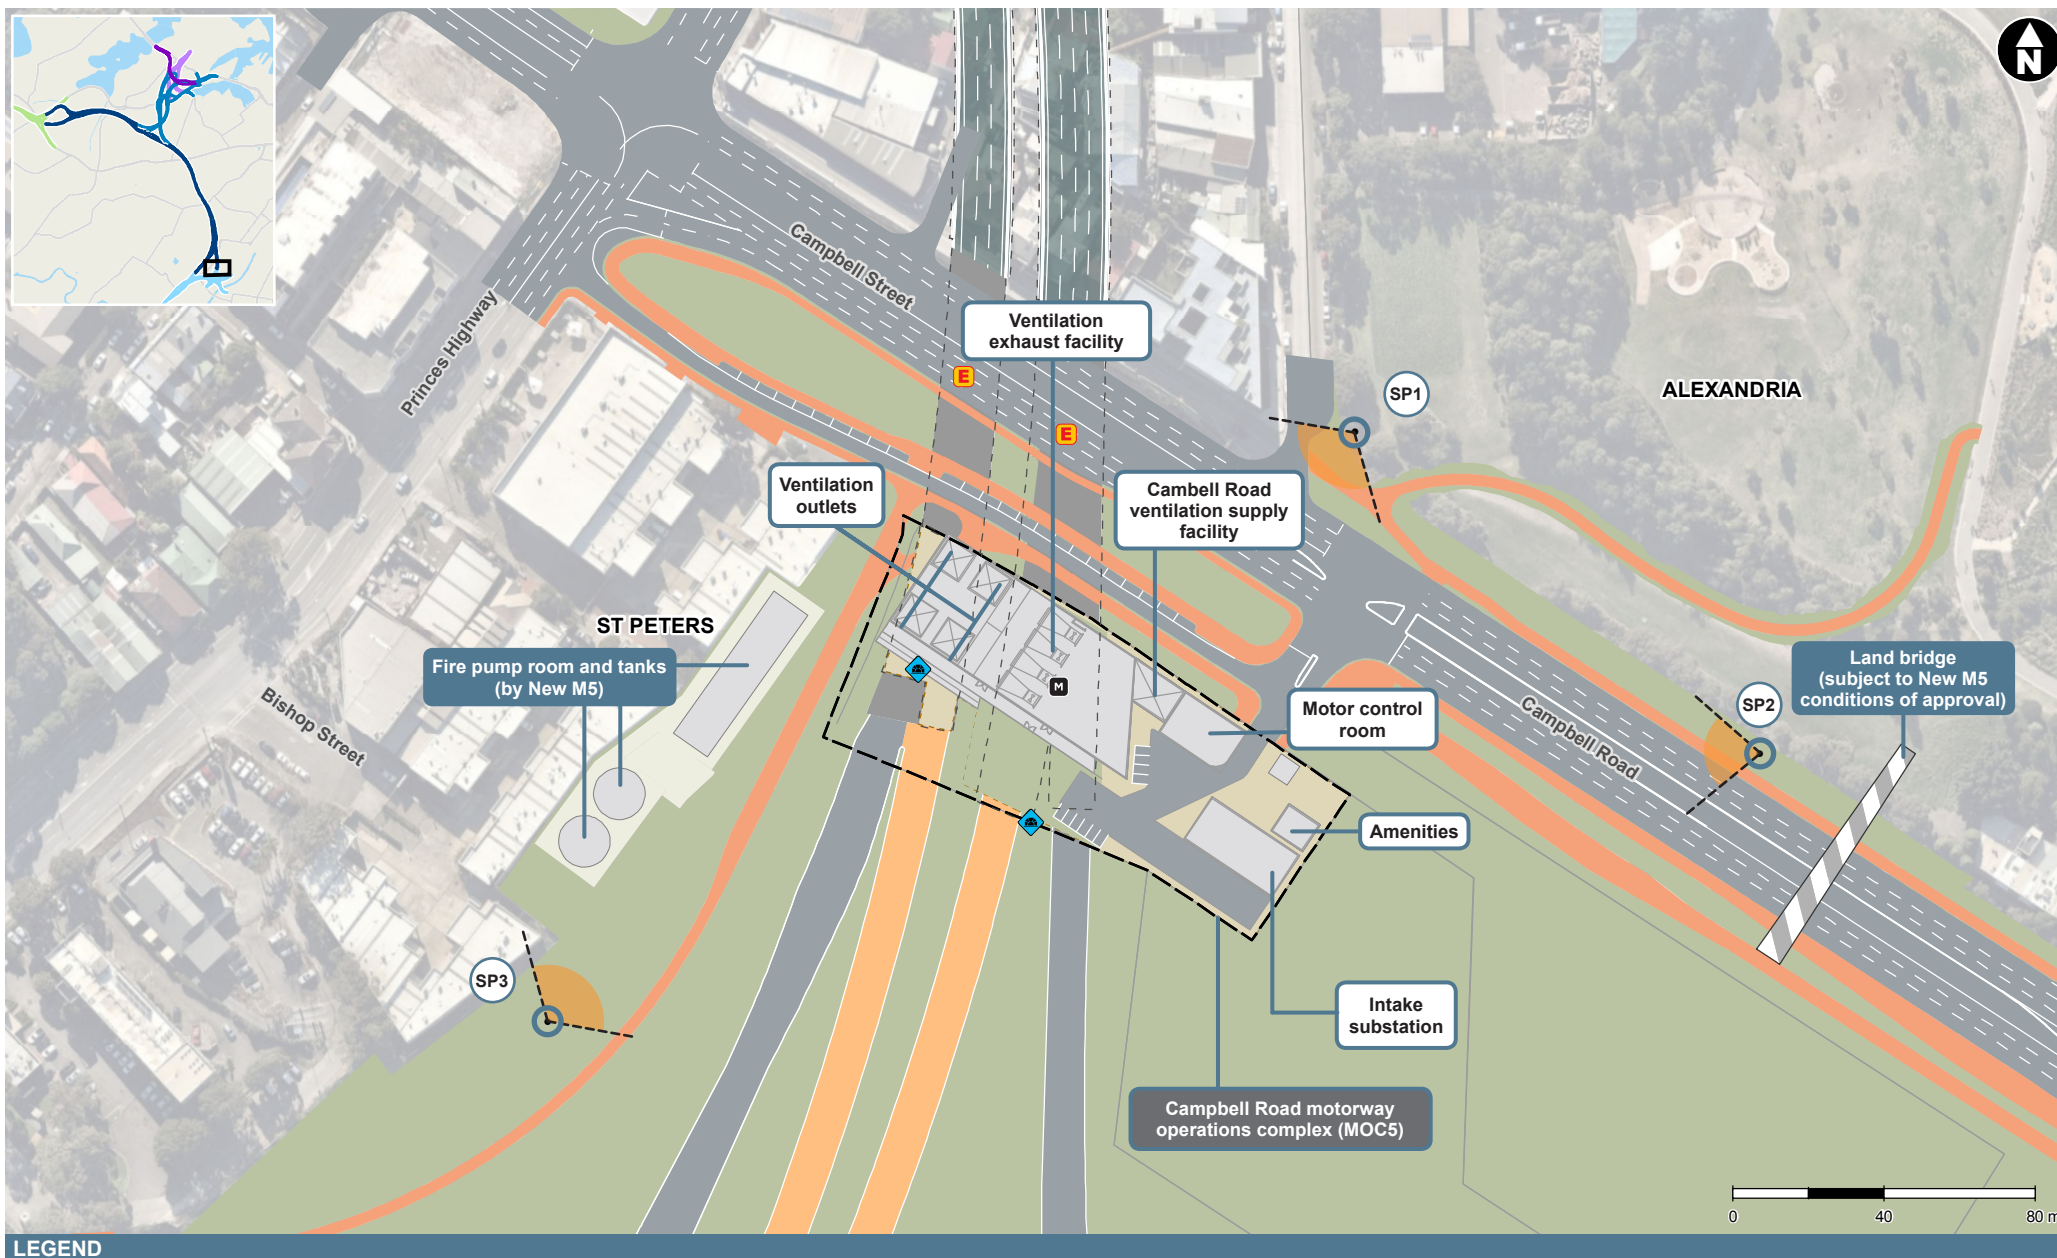 N
Campbell Street
Princes Highway
Ventilation
exhaust facility
E
E
SP1
ALEXANDRIA
Ventilation
outlets
Cambell Road
ventilation supply
facility
ST PETERS
Fire pump room and tanks
(by New M5)
Bishop Street
M
Land bridge
(subject to New M5
conditions of approval)
SP2
Motor control
room
Campbell Road
Amenities
SP3
Intake
substation
Campbell Road motorway
operations complex (MOC5)
0 40 80 m
LEGEND